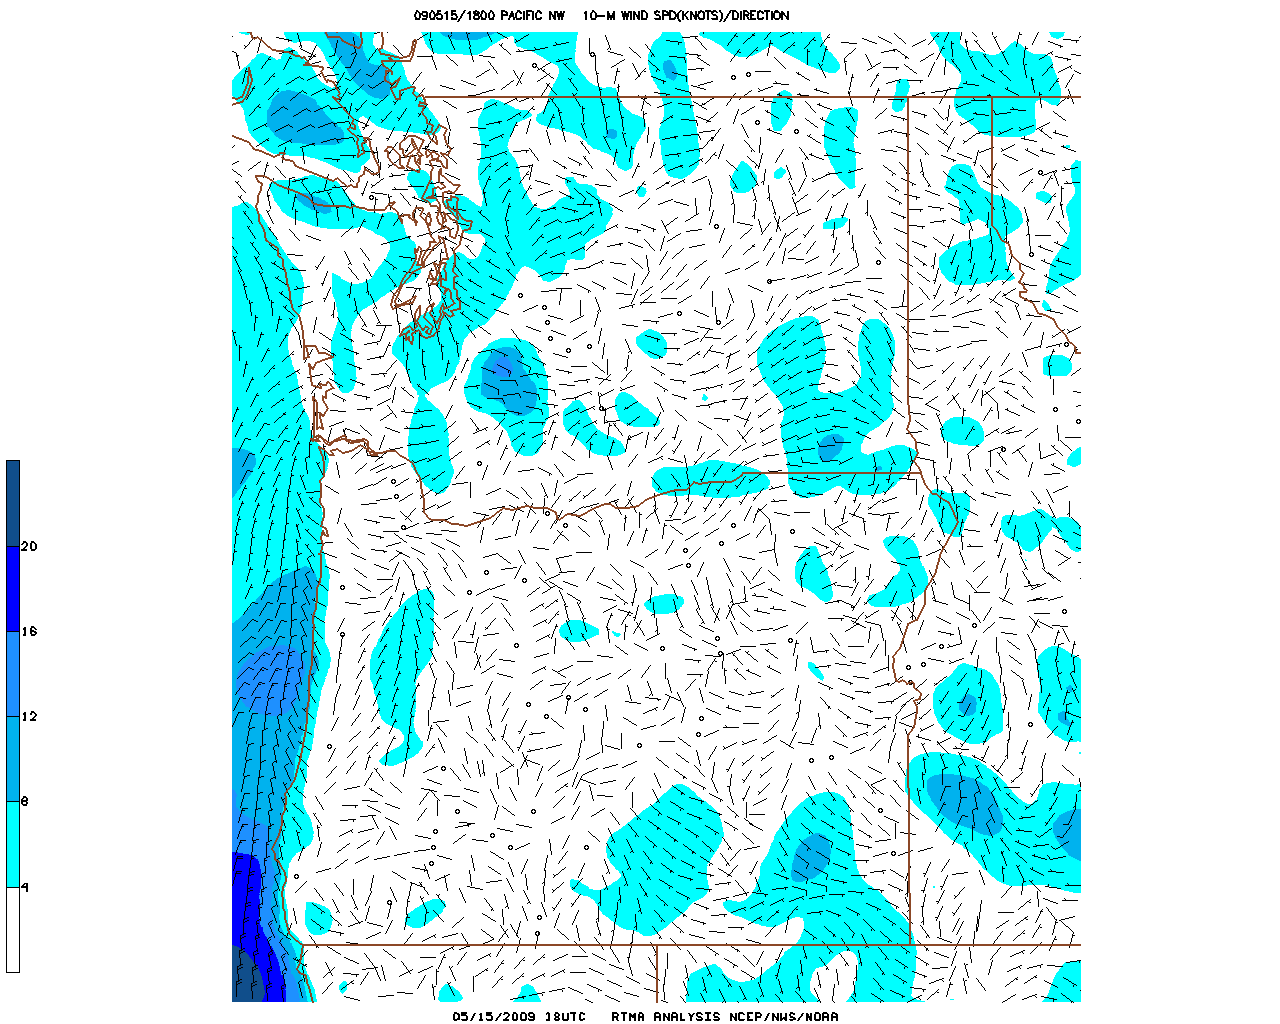 090515/1800 PACIFIC NW 10-M WIND SPD(KNOTS)/DIRECTION
20
16
12
8
4
05/15/2009 18UTC RTMA ANALYSIS NCEP/NWS/NOAA